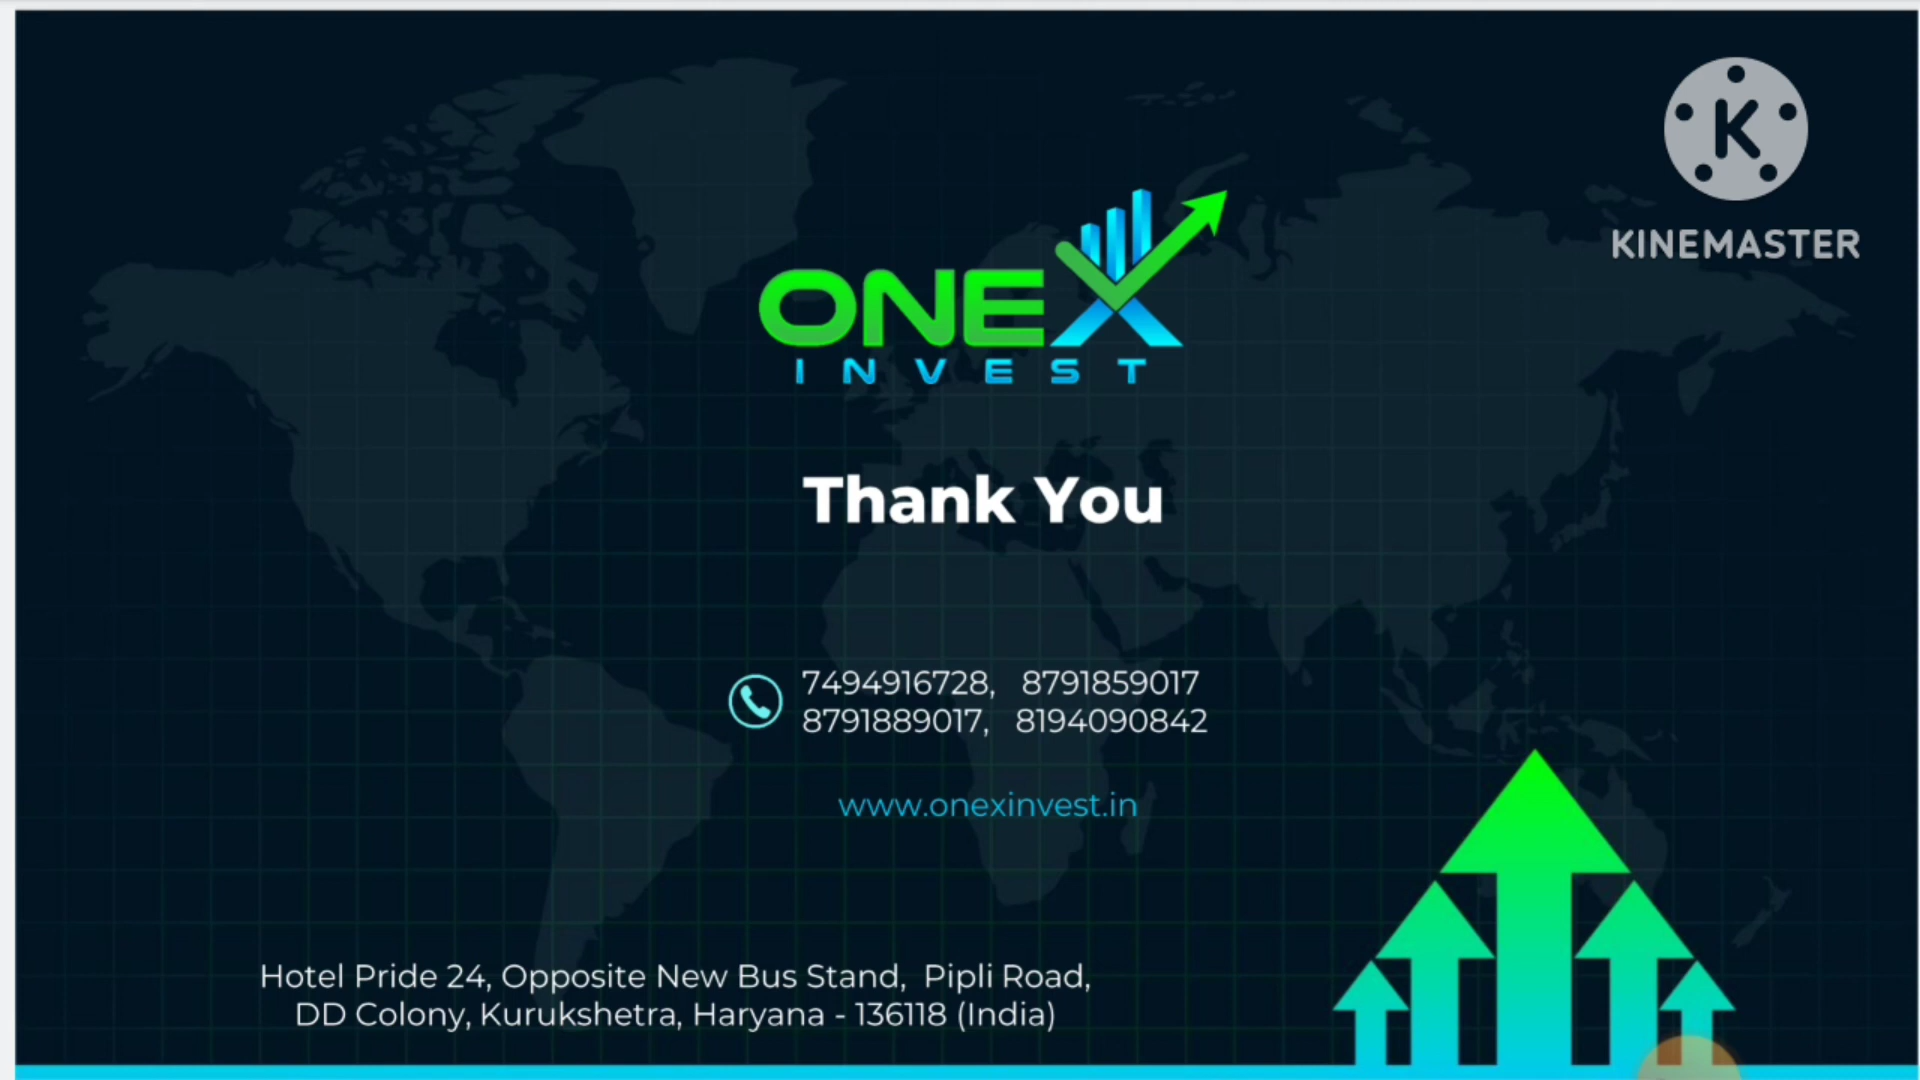 K
KINEMASTER
ONEX
INVEST
Thank You
7494916728, 8791859017
8791889017, 8194090842
www.onexinvest.in
Hotel Pride 24, Opposite New Bus Stand, Pipli Road,
DD Colony, Kurukshetra, Haryana - 136118 (India)